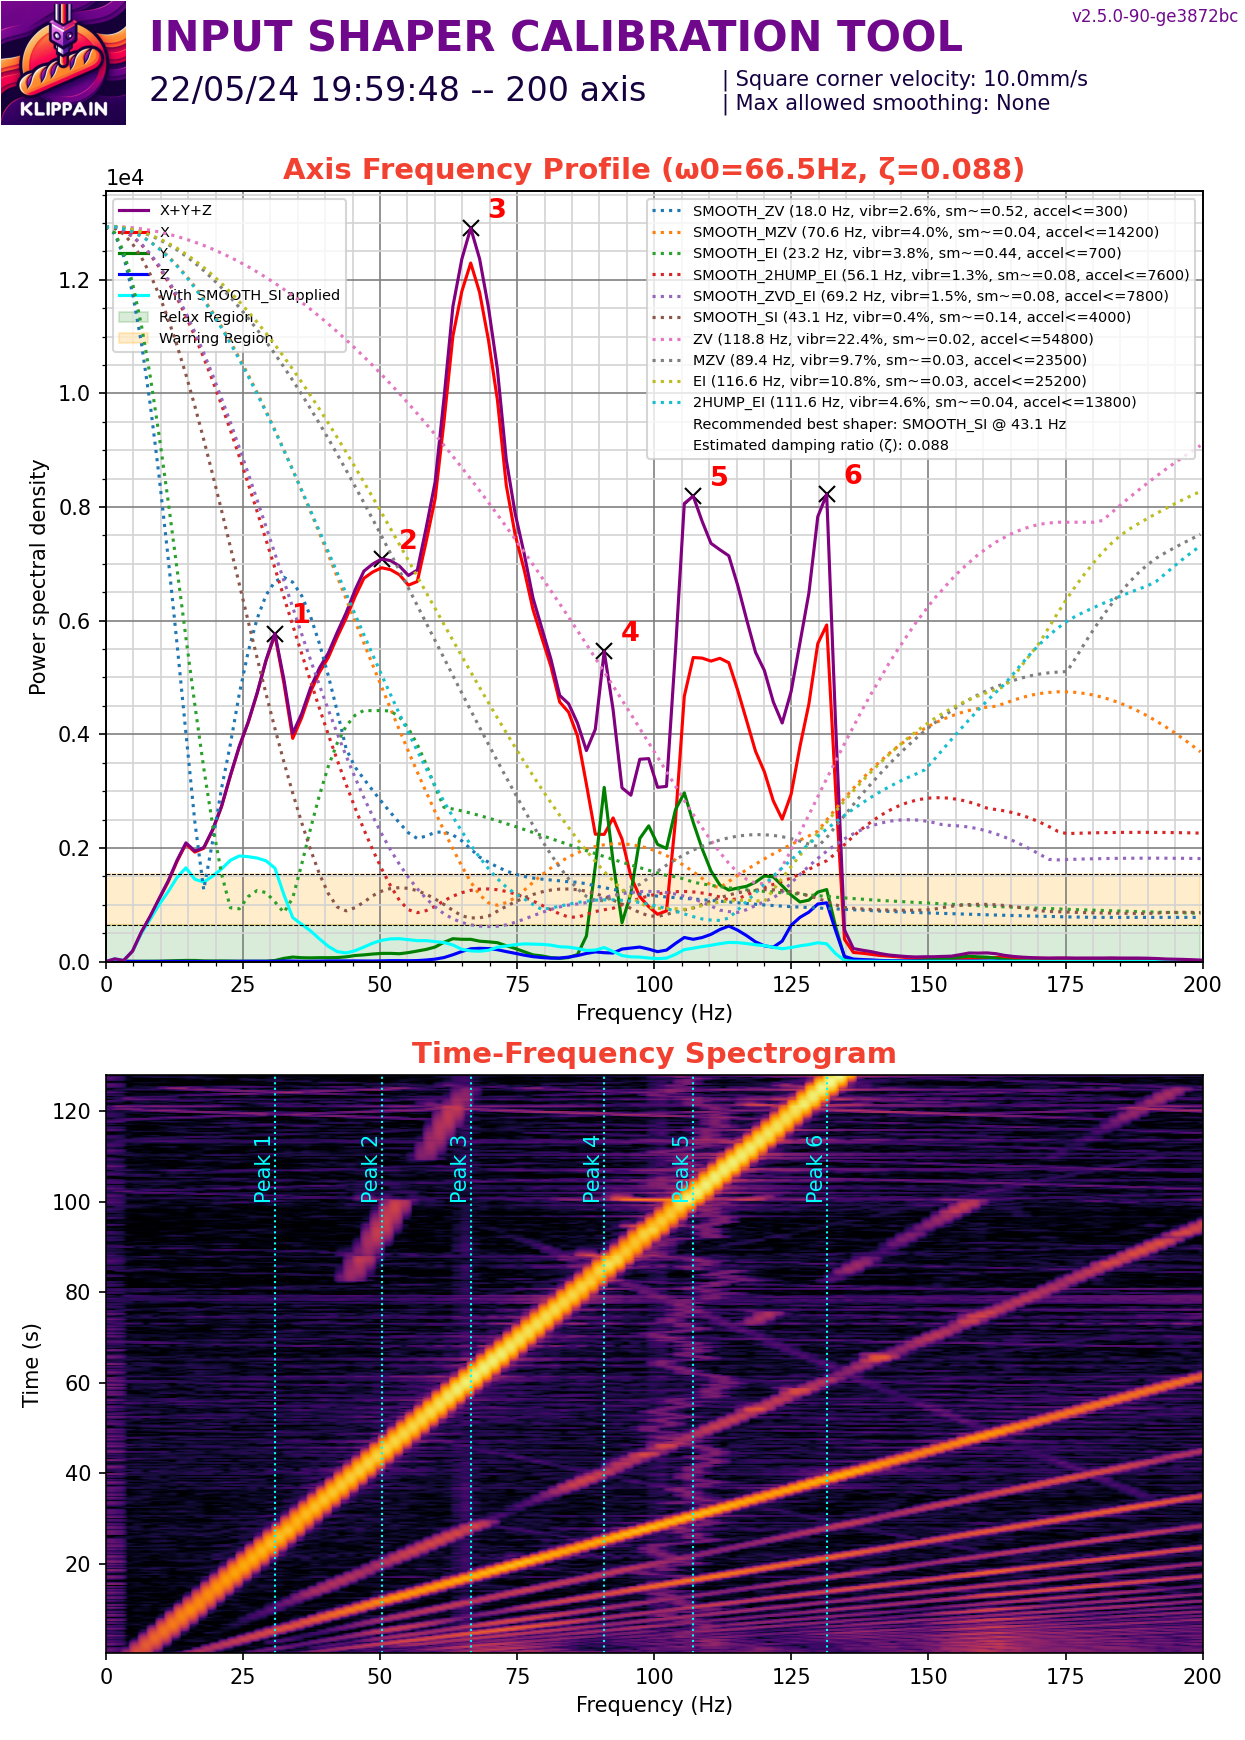 v2.5.0-90-ge3872bc
INPUT SHAPER CALIBRATION TOOL
22/05/24 19:59:48 -- 200 axis
| Square corner velocity: 10.0mm/s
| Max allowed smoothing: None
KLIPPAIN
Axis Frequency Profile (ω0=66.5Hz, ζ=0.088)
1e4
X+Y+Z
X
Y
Z
With SMOOTH_SI applied
Relax Region
Warning Region
SMOOTH_ZV (18.0 Hz, vibr=2.6%, sm~=0.52, accel<=300)
SMOOTH_MZV (70.6 Hz, vibr=4.0%, sm~=0.04, accel<=14200)
SMOOTH_EI (23.2 Hz, vibr=3.8%, sm~=0.44, accel<=700)
SMOOTH_2HUMP_EI (56.1 Hz, vibr=1.3%, sm~=0.08, accel<=7600)
SMOOTH_ZVD_EI (69.2 Hz, vibr=1.5%, sm~=0.08, accel<=7800)
SMOOTH_SI (43.1 Hz, vibr=0.4%, sm~=0.14, accel<=4000)
ZV (118.8 Hz, vibr=22.4%, sm~=0.02, accel<=54800)
MZV (89.4 Hz, vibr=9.7%, sm~=0.03, accel<=23500)
EI (116.6 Hz, vibr=10.8%, sm~=0.03, accel<=25200)
2HUMP_EI (111.6 Hz, vibr=4.6%, sm~=0.04, accel<=13800)
Recommended best shaper: SMOOTH_SI @ 43.1 Hz
Estimated damping ratio (ζ): 0.088
1
2
3
4
5
6
Power spectral density
1.2
1.0
0.8
0.6
0.4
0.2
0.0
0 25 50 75 100 125 150 175 200
Frequency (Hz)
Time-Frequency Spectrogram
Time (s)
120
100
80
60
40
20
Peak 1
Peak 2
Peak 3
Peak 4
Peak 5
Peak 6
0 25 50 75 100 125 150 175 200
Frequency (Hz)